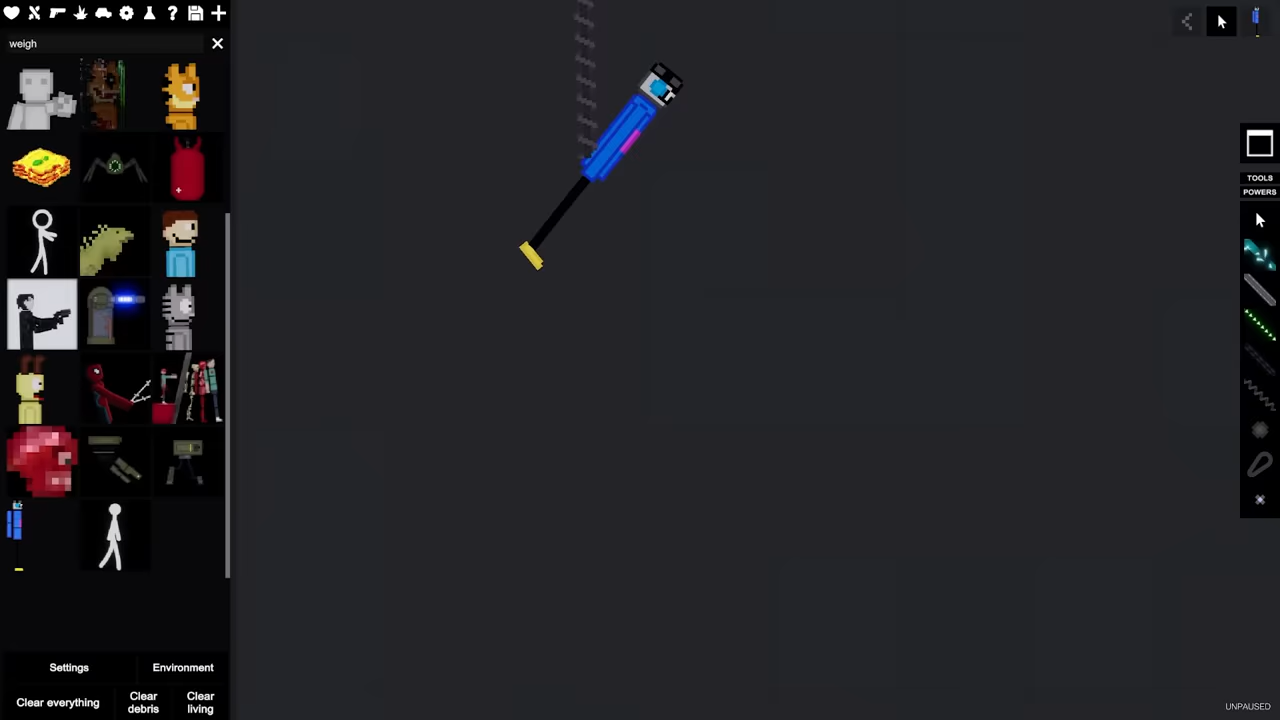 weigh
TOOLS
POWERS
Settings
Environment
Clear everything
Clear debris
Clear living
UNPAUSED